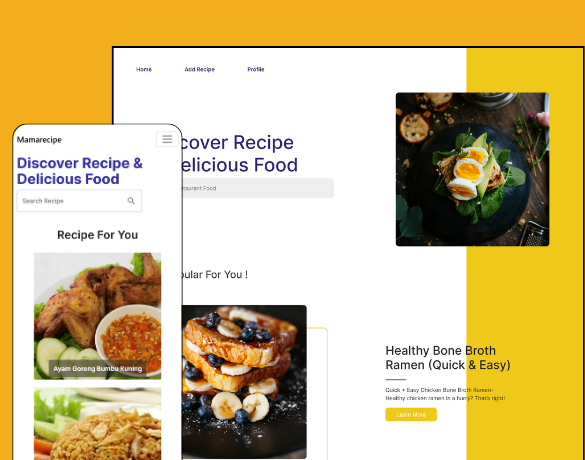 Home Add Recipe Profile
cover Recipe
elicious Food
staurant Food
pular For You !
Healthy Bone Broth
Ramen (Quick & Easy)
Quick + Easy Chicken Bone Broth Ramen-
Healthy chicken ramen in a hurry? That's right!
Learn More
Mamarecipe
Discover Recipe &
Delicious Food
Search Recipe
Recipe For You
Ayam Goreng Bumbu Kuning